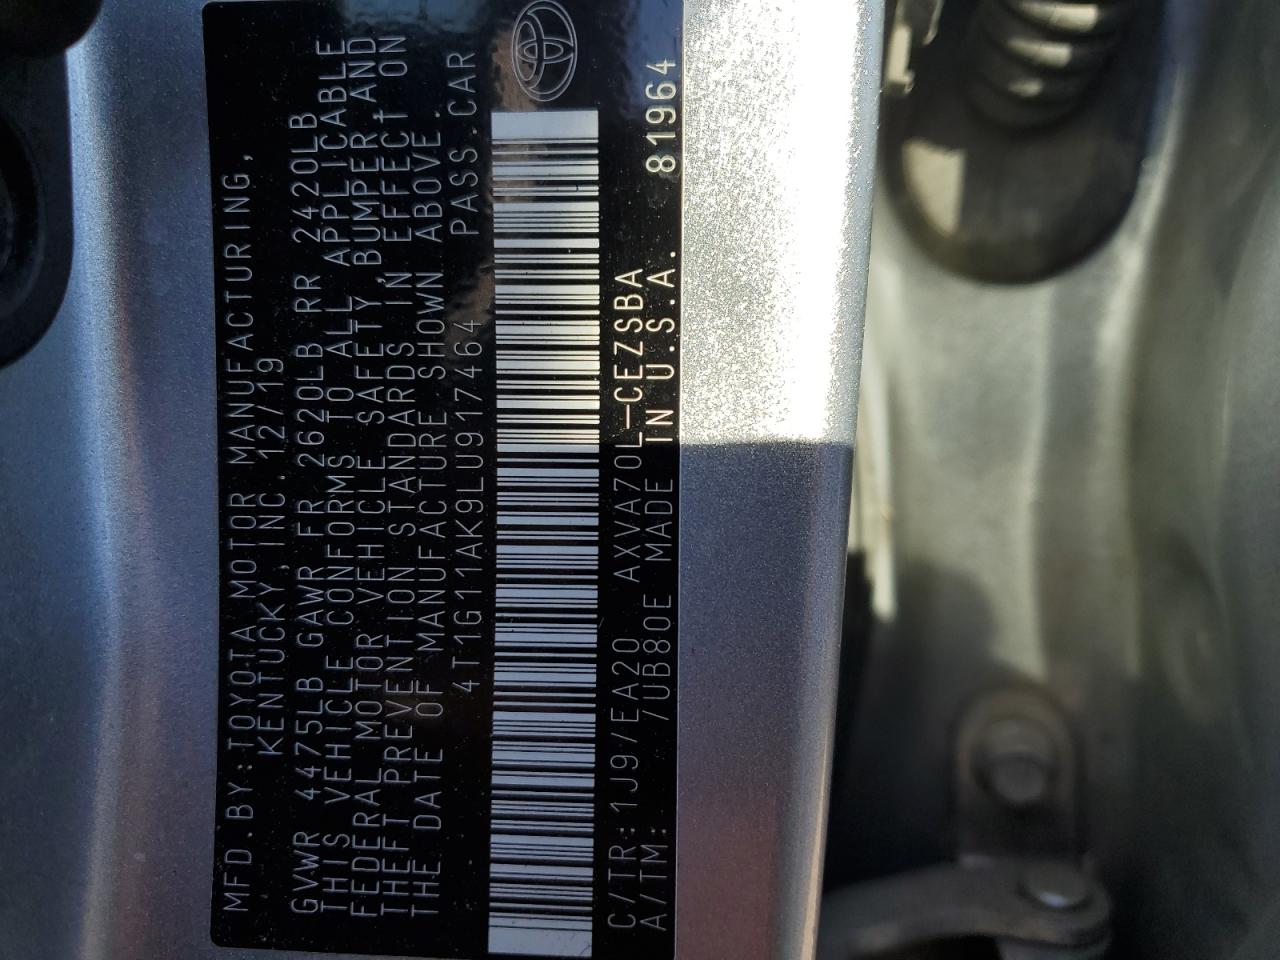 MFD.BY:TOYOTA MOTOR MANUFACTURING,
KENTUCKY,INC. 12/19
GVWR 4475LB GAWR FR 2620LB RR 2420LB
THIS VEHICLE CONFORMS TO ALL APPLICABLE
FEDERAL MOTOR VEHICLE SAFETY, BUMPER, AND
THEFT PREVENTION STANDARDS IN EFFECT ON
THE DATE OF MANUFACTURE SHOWN ABOVE.
4T1G11AK9LU917464 PASS.CAR
C/TR:1J9/EA20 AXVA70L-CEZSBA
A/TM: /UB80E MADE IN U.S.A. 81964